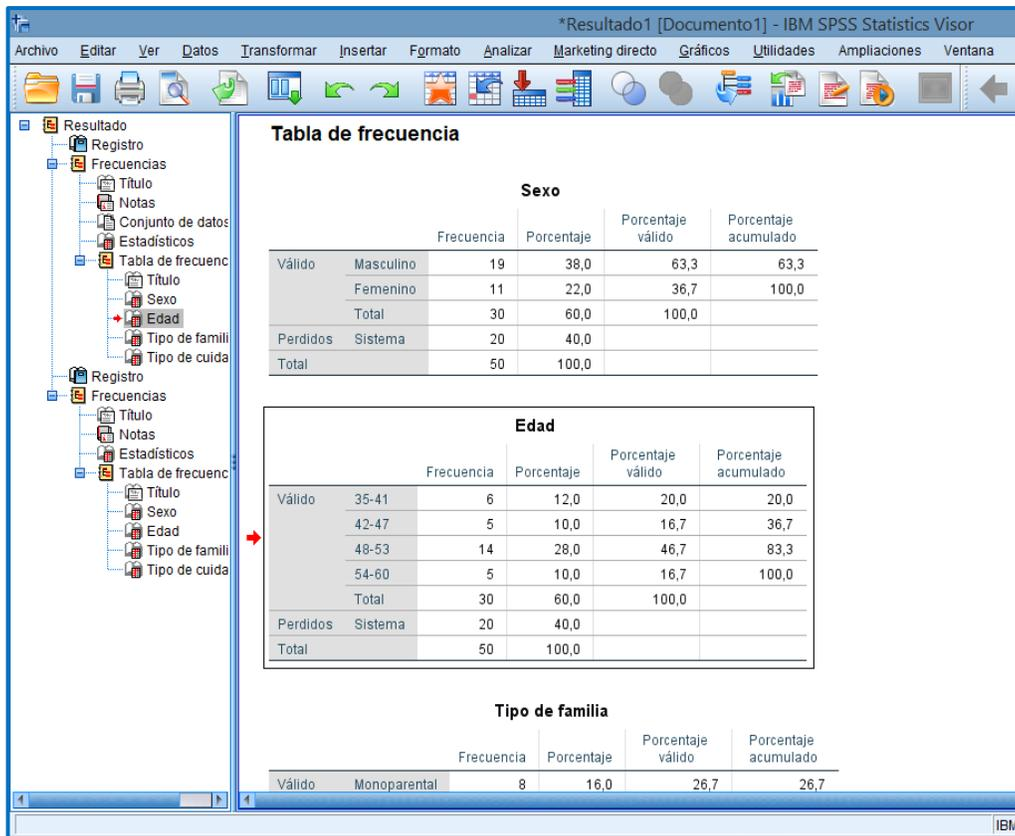 *Resultado1 [Documento1] - IBM SPSS Statistics Visor
Archivo Editar Ver Datos Transformar Insertar Formato Analizar Marketing directo Gráficos Utilidades Ampliaciones Ventana
Resultado
Registro
Frecuencias
Título
Notas
Conjunto de datos
Estadísticos
Tabla de frecuenc
Título
Sexo
Edad
Tipo de famili
Tipo de cuida
Registro
Frecuencias
Título
Notas
Estadísticos
Tabla de frecuenc
Título
Sexo
Edad
Tipo de famili
Tipo de cuida
Tabla de frecuencia
Sexo
Frecuencia Porcentaje Porcentaje válido Porcentaje acumulado
Válido Masculino 19 38,0 63,3 63,3
Femenino 11 22,0 36,7 100,0
Total 30 60,0 100,0
Perdidos Sistema 20 40,0
Total 50 100,0
Edad
Frecuencia Porcentaje Porcentaje válido Porcentaje acumulado
Válido 35-41 6 12,0 20,0 20,0
42-47 5 10,0 16,7 36,7
48-53 14 28,0 46,7 83,3
54-60 5 10,0 16,7 100,0
Total 30 60,0 100,0
Perdidos Sistema 20 40,0
Total 50 100,0
Tipo de familia
Frecuencia Porcentaje Porcentaje válido Porcentaje acumulado
Válido Monoparental 8 16,0 26,7 26,7